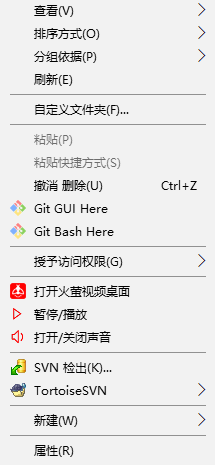 查看(V)
排序方式(O)
分组依据(P)
刷新(E)
自定义文件夹(F)...
粘贴(P)
粘贴快捷方式(S)
撤消 删除(U) Ctrl+Z
Git GUI Here
Git Bash Here
授予访问权限(G)
打开火萤视频桌面
暂停/播放
打开/关闭声音
SVN 检出(K)...
TortoiseSVN
新建(W)
属性(R)